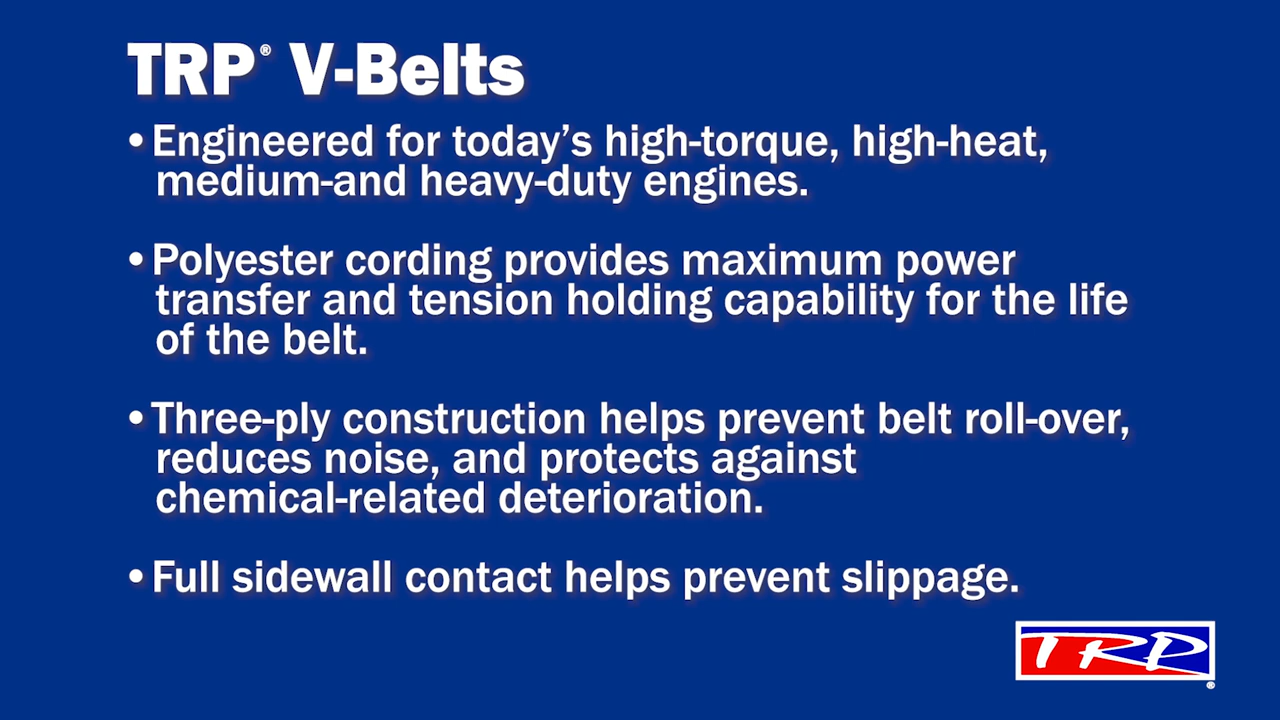 TRP® V-Belts
•Engineered for today’s high-torque, high-heat,
medium-and heavy-duty engines.
•Polyester cording provides maximum power
transfer and tension holding capability for the life
of the belt.
•Three-ply construction helps prevent belt roll-over,
reduces noise, and protects against
chemical-related deterioration.
•Full sidewall contact helps prevent slippage.
TRP®